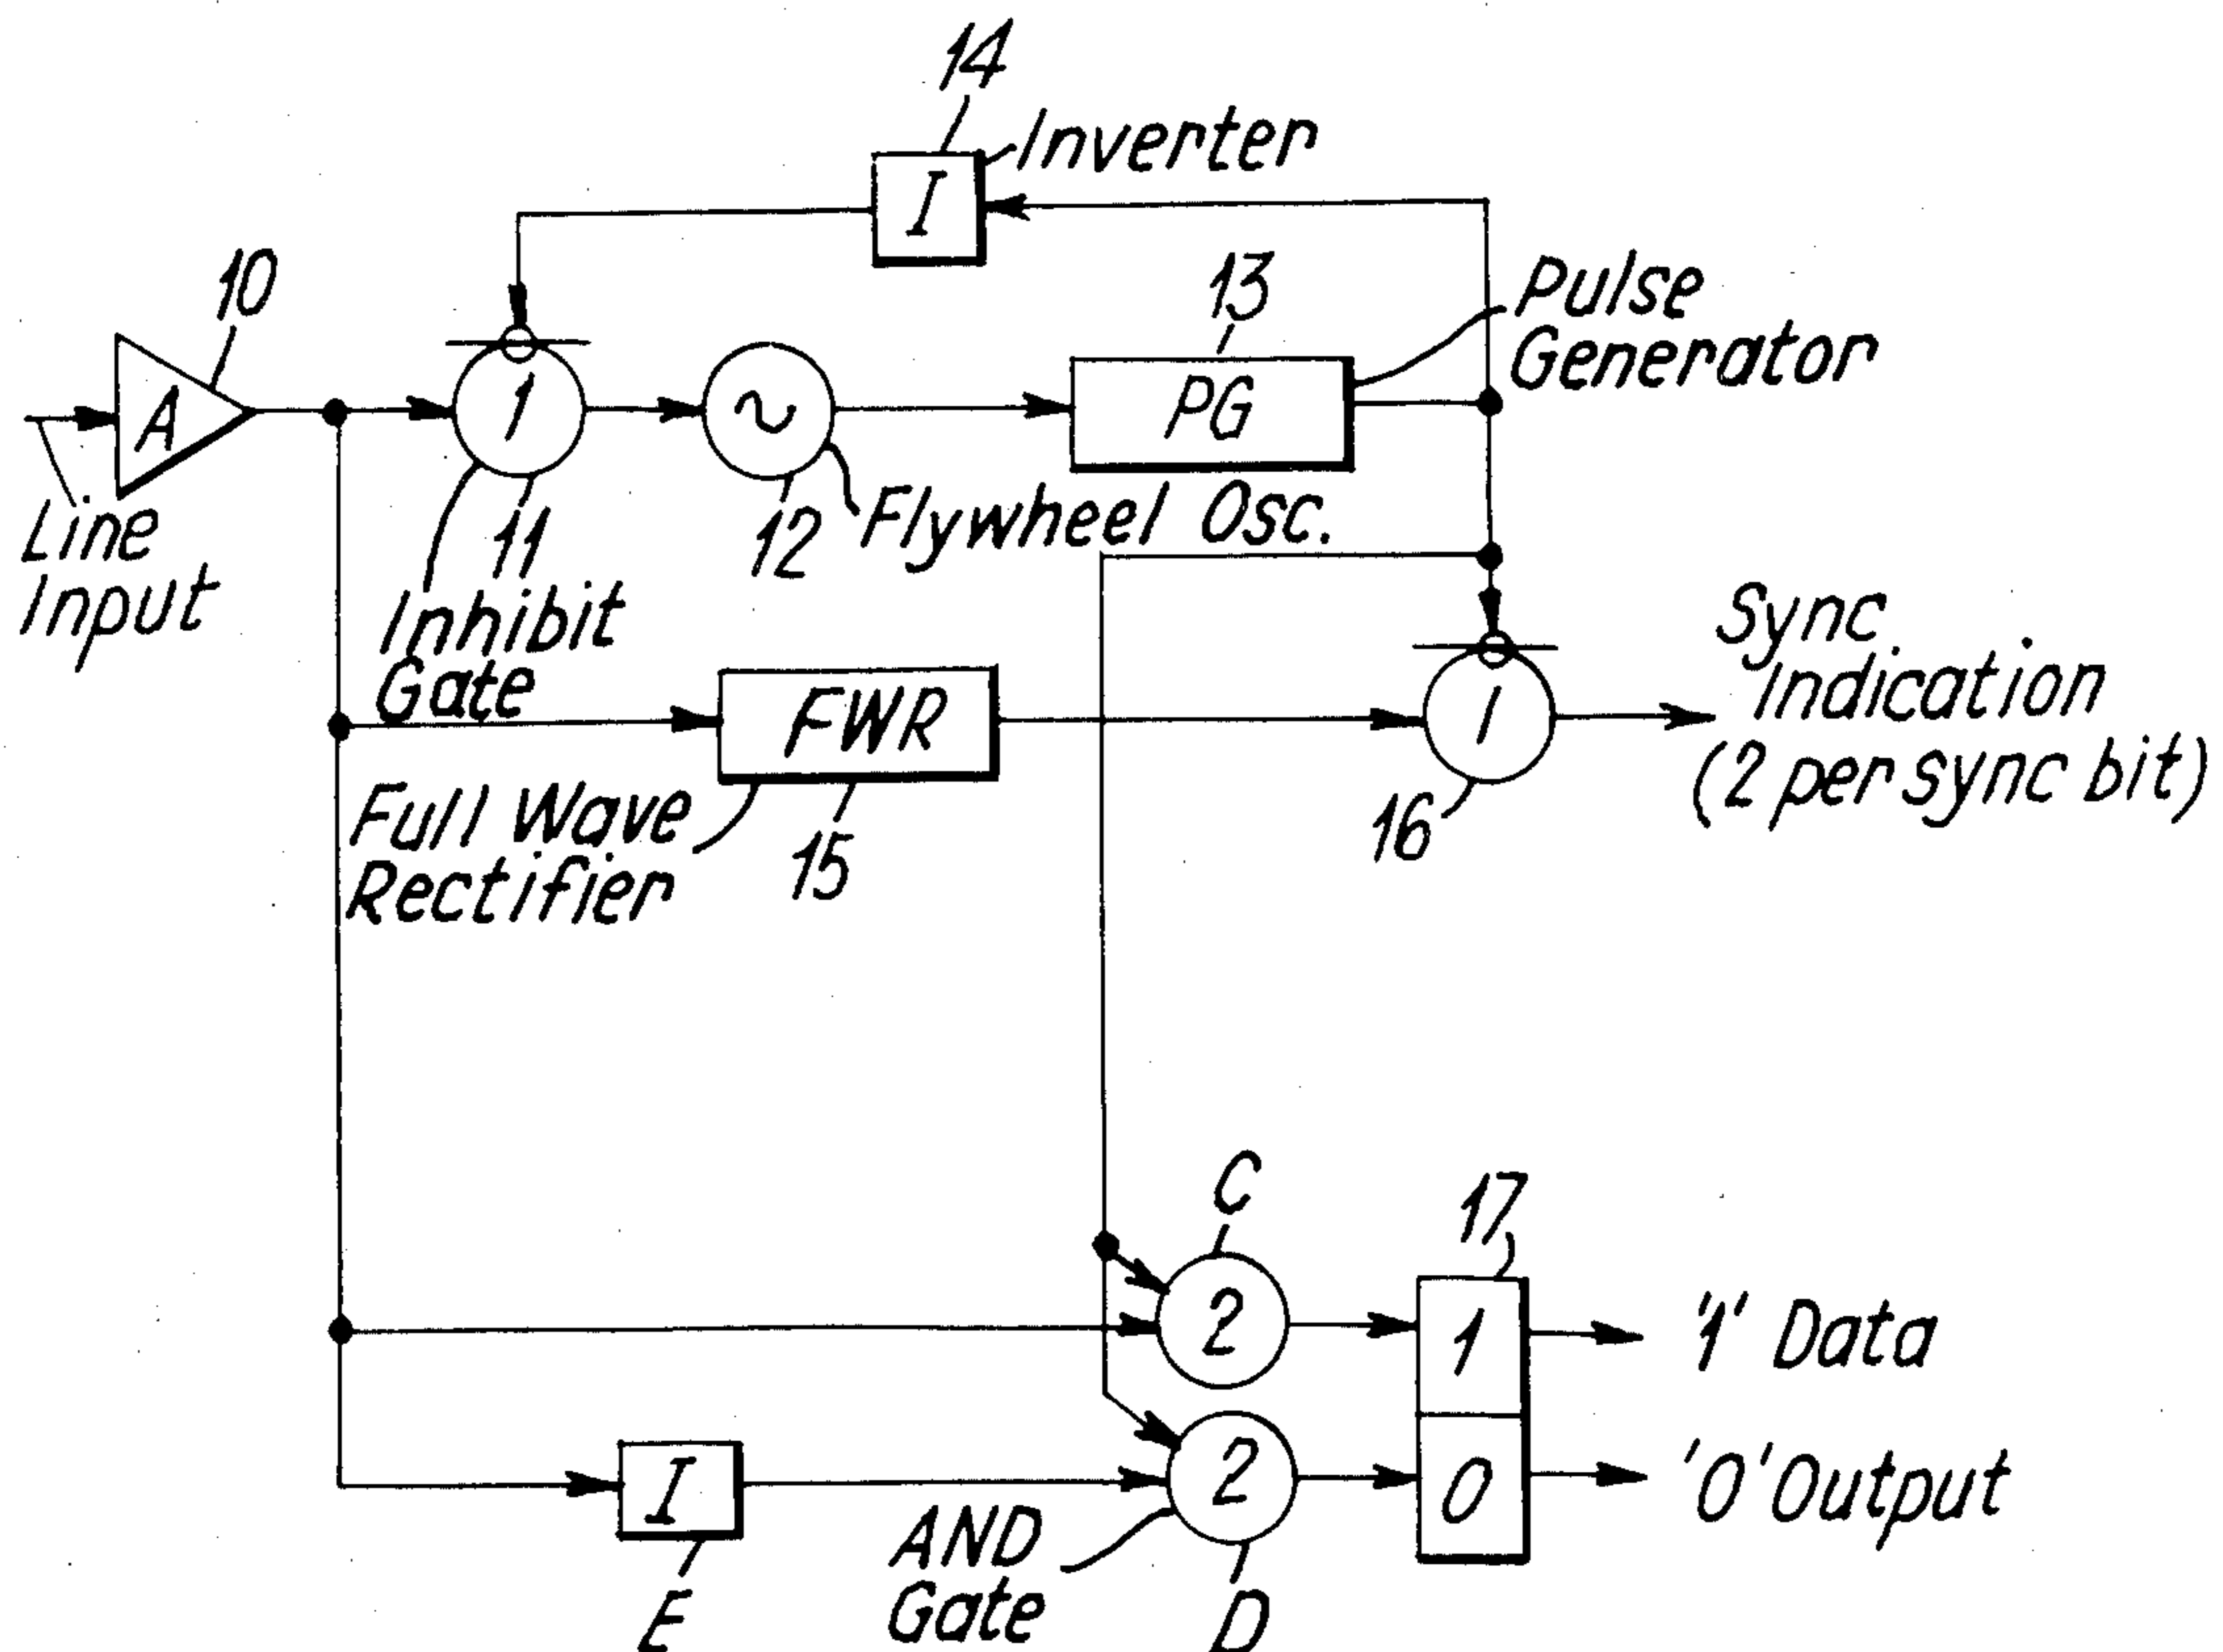 14
Inverter
I
10
13
Pulse
Generator
A
1
~
PG
Line
Input
11
12
Flywheel Osc.
Inhibit
Gate
Sync.
Indication
(2 per sync bit)
FWR
1
16
Full Wave
Rectifier
15
C
17
2
1
'1' Data
I
2
0
'0' Output
AND
Gate
E
D